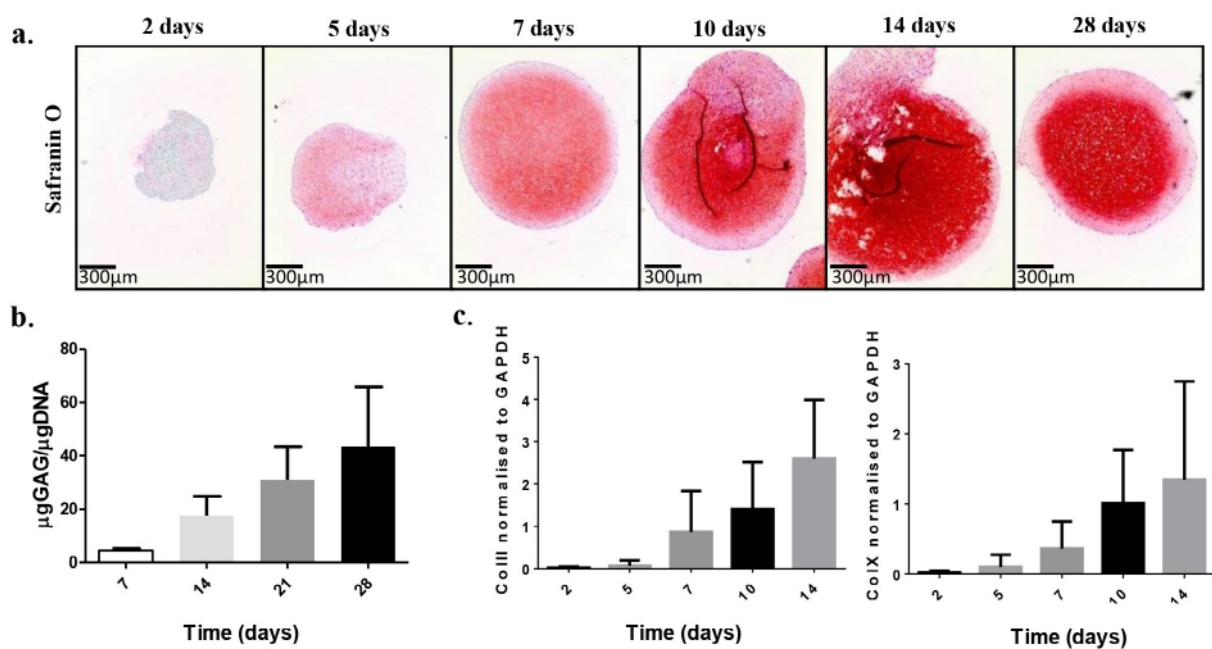 a.
2 days 5 days 7 days 10 days 14 days 28 days
Safranin O
300μm 300μm 300μm 300μm 300μm 300μm
b.
μgGAG/μgDNA
80
60
40
20
0
7 14 21 28
Time (days)
c.
ColII normalised to GAPDH
5
4
3
2
1
0
2 5 7 10 14
Time (days)
ColX normalised to GAPDH
3
2
1
0
2 5 7 10 14
Time (days)